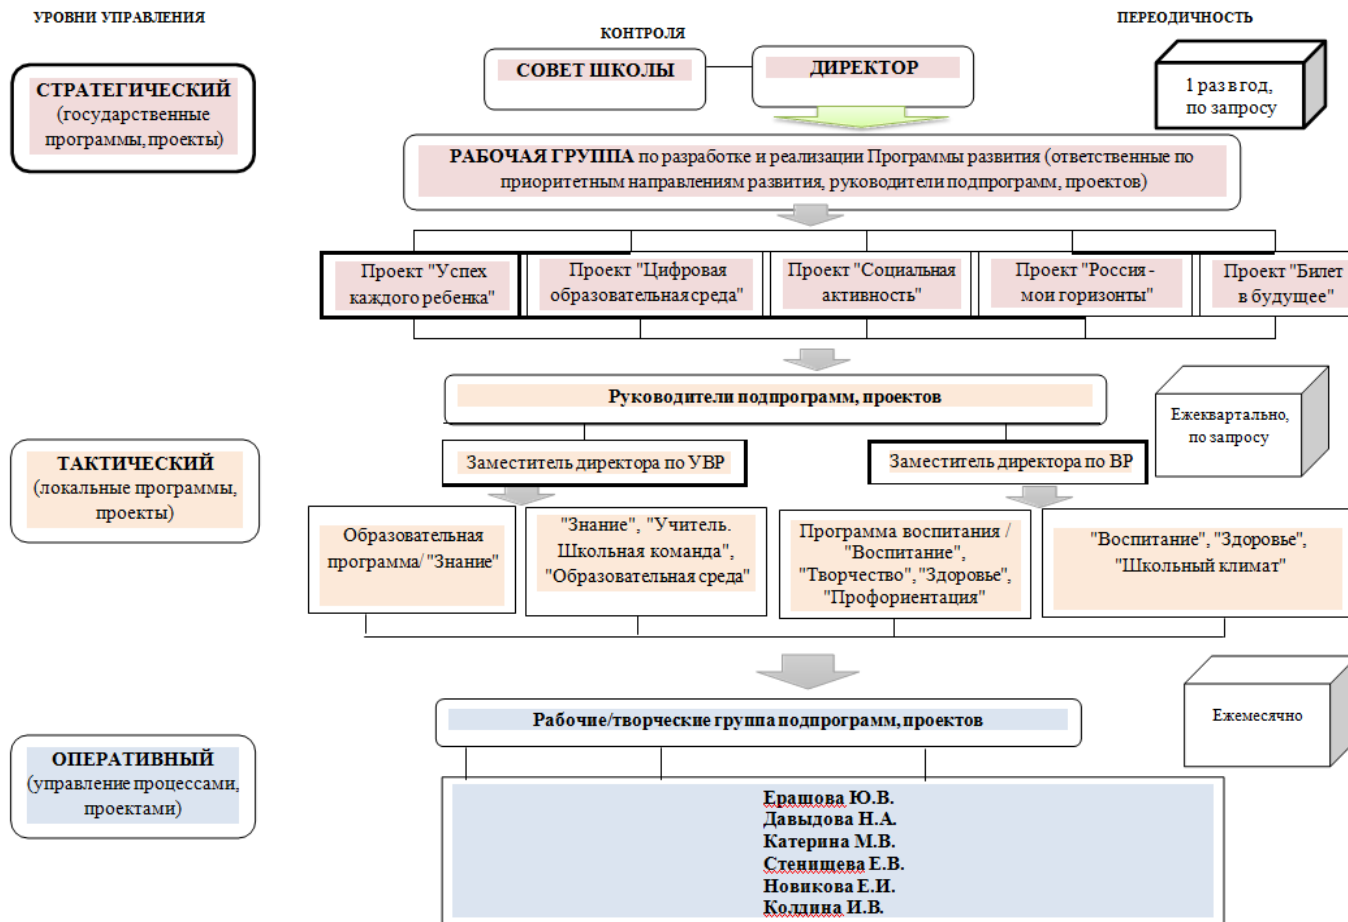 УРОВНИ УПРАВЛЕНИЯ
ПЕРЕОДИЧНОСТЬ
КОНТРОЛЯ
СТРАТЕГИЧЕСКИЙ
(государственные
программы, проекты)
СОВЕТ ШКОЛЫ
ДИРЕКТОР
1 раз в год,
по запросу
РАБОЧАЯ ГРУППА по разработке и реализации Программы развития (ответственные по
приоритетным направлениям развития, руководители подпрограмм, проектов)
Проект "Успех
каждого ребенка"
Проект "Цифровая
образовательная среда"
Проект "Социальная
активность"
Проект "Россия -
мои горизонты"
Проект "Билет
в будущее"
Руководители подпрограмм, проектов
Ежеквартально,
по запросу
ТАКТИЧЕСКИЙ
(локальные программы,
проекты)
Заместитель директора по УВР
Заместитель директора по ВР
Образовательная
программа/ "Знание"
"Знание", "Учитель.
Школьная команда",
"Образовательная среда"
Программа воспитания /
"Воспитание",
"Творчество", "Здоровье",
"Профориентация"
"Воспитание", "Здоровье",
"Школьный климат"
Рабочие/творческие группа подпрограмм, проектов
Ежемесячно
ОПЕРАТИВНЫЙ
(управление процессами,
проектами)
Ерашова Ю.В.
Давыдова Н.А.
Катерина М.В.
Стенищева Е.В.
Новикова Е.И.
Колдина И.В.